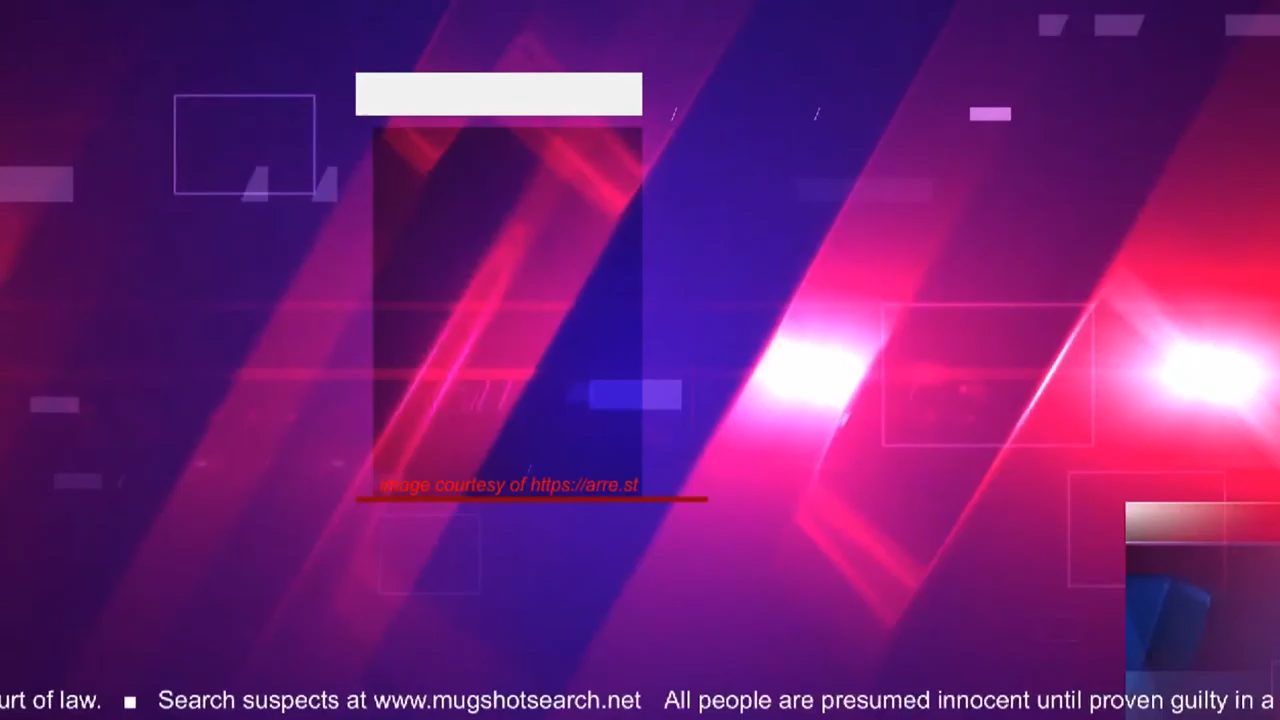 image courtesy of https://arre.st
urt of law. ■ Search suspects at www.mugshotsearch.net All people are presumed innocent until proven guilty in a